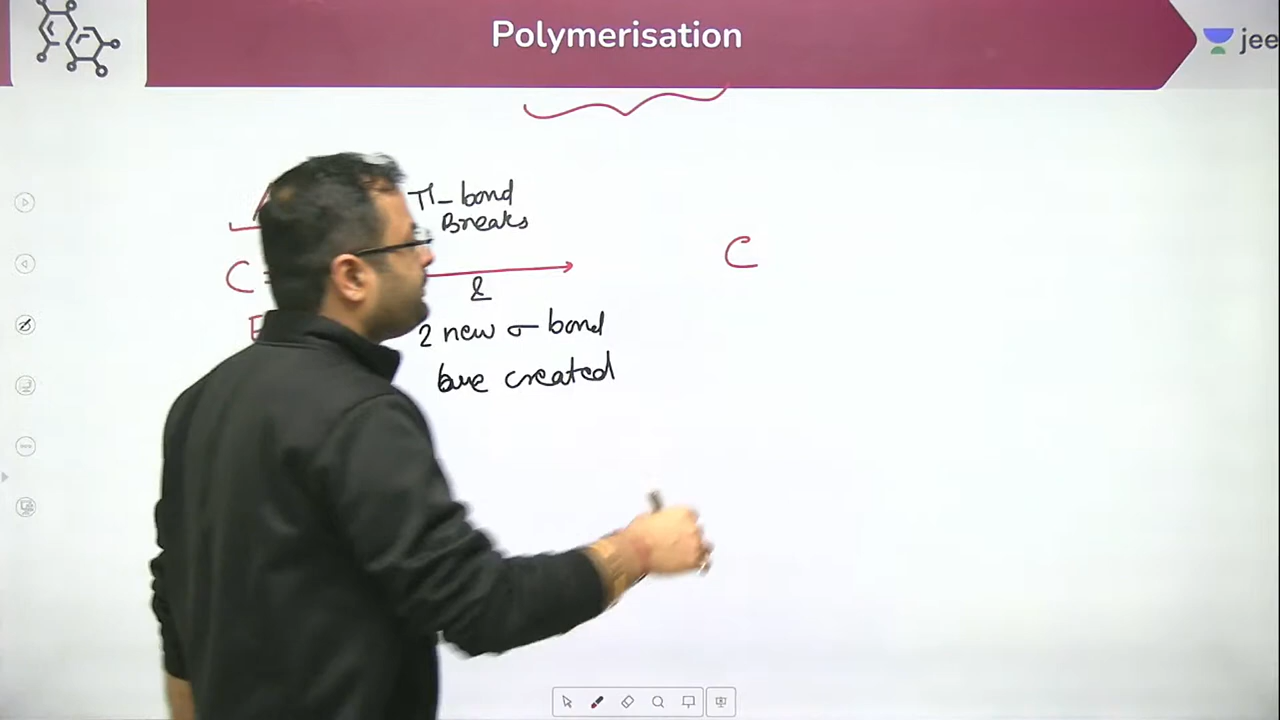 Polymerisation
jee
π-bond
Breaks
C
C
&
2 new σ bond
are created